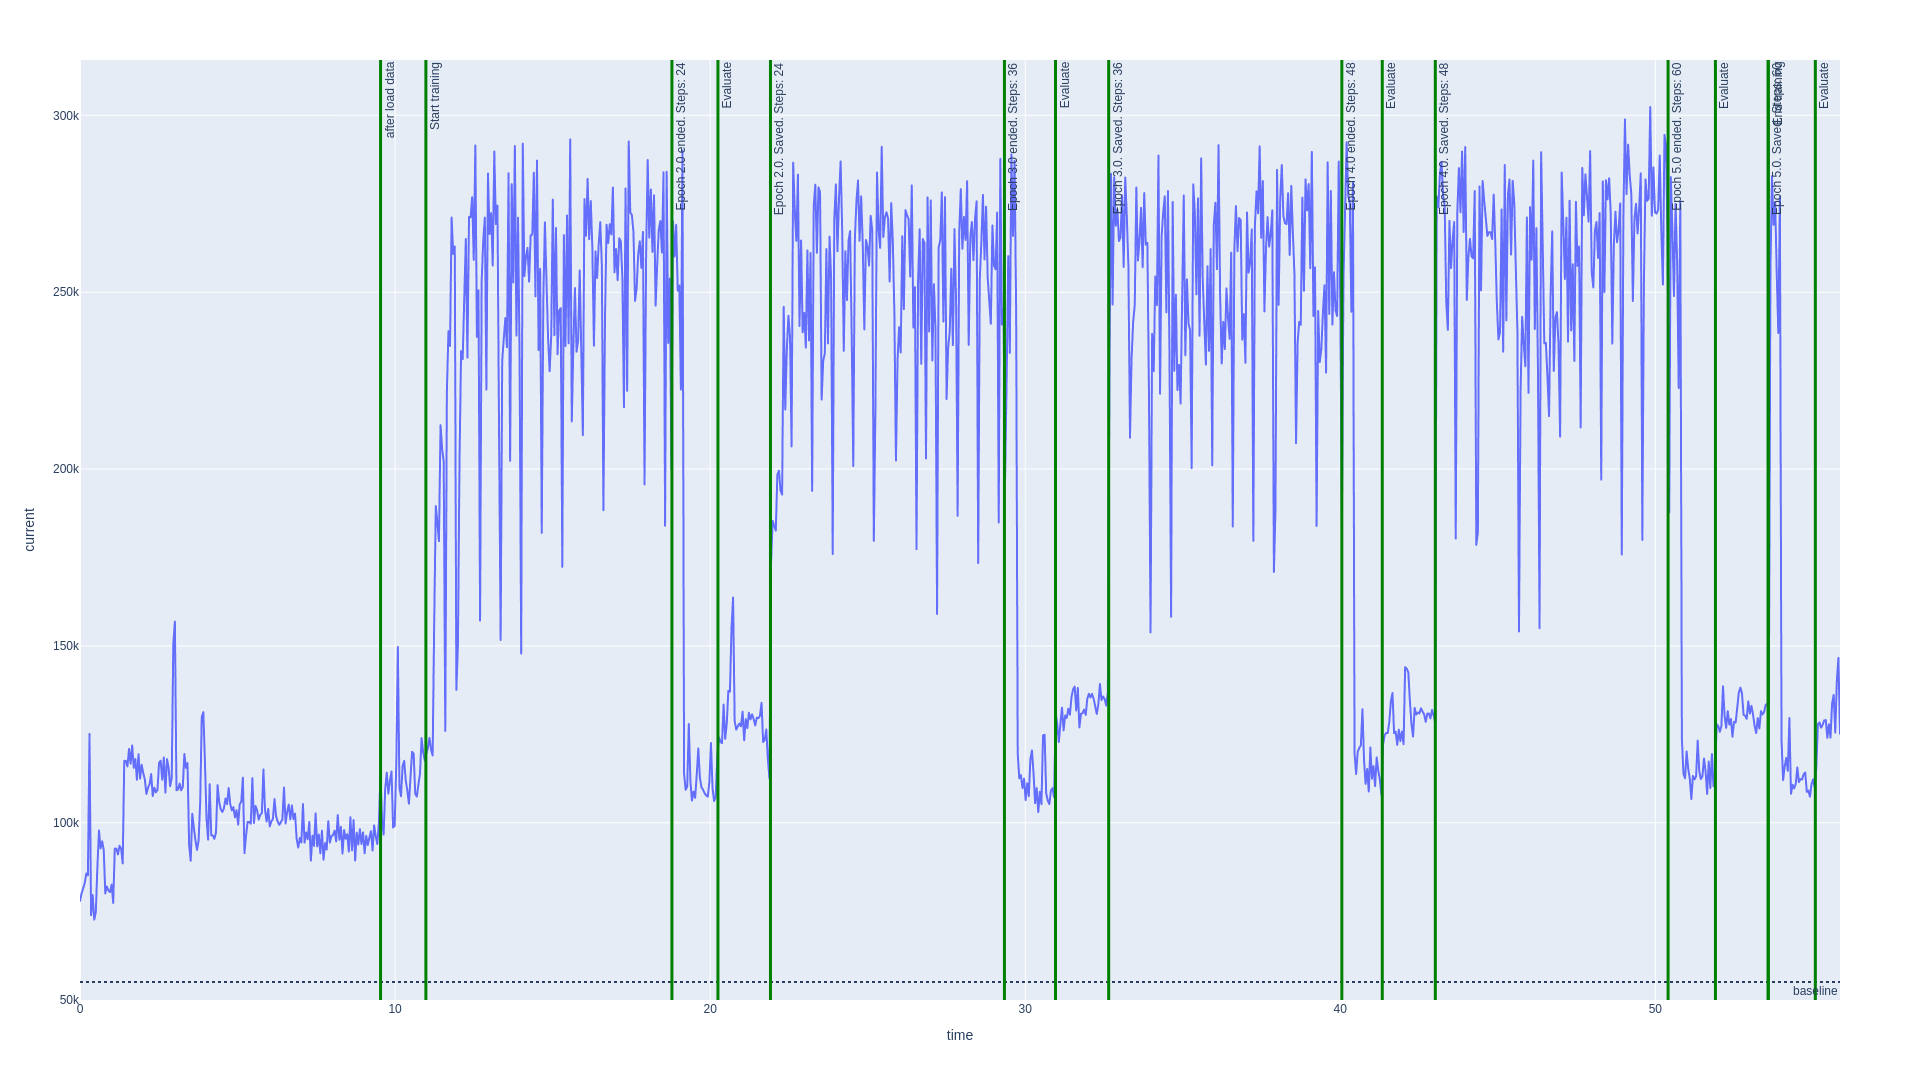 after load data
Start training
Epoch 2.0 ended. Steps: 24
Evaluate
Epoch 2.0. Saved. Steps: 24
Epoch 3.0 ended. Steps: 36
Evaluate
Epoch 3.0. Saved. Steps: 36
Epoch 4.0 ended. Steps: 48
Evaluate
Epoch 4.0. Saved. Steps: 48
Epoch 5.0 ended. Steps: 60
Evaluate
Epoch 5.0. Saved. Steps: 60
Evaluate
300k
250k
200k
150k
100k
50k
current
baseline
0
10
20
30
40
50
time